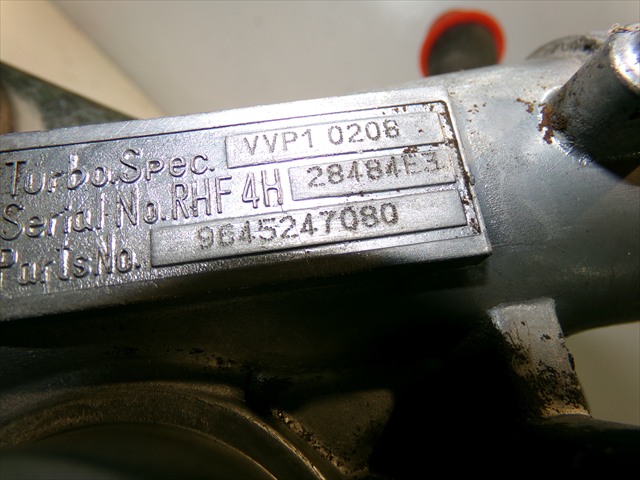 Turbo.Spec. VVP1 0208
Serial No. RHF 4H 28484E3
Parts No. 9645247080